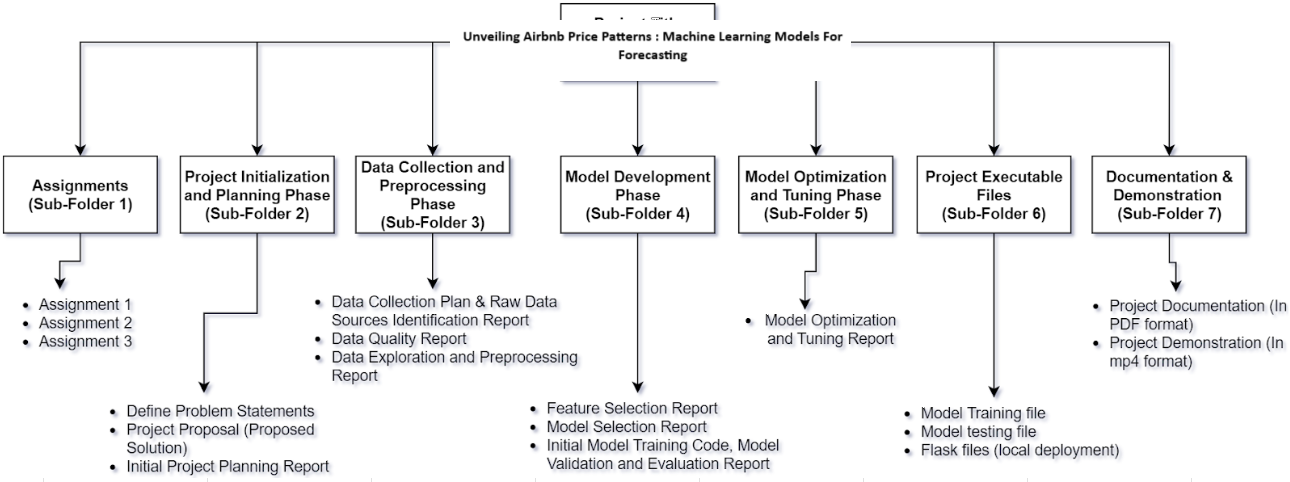 Unveiling Airbnb Price Patterns : Machine Learning Models For
Forecasting
Assignments
(Sub-Folder 1)
Project Initialization
and Planning Phase
(Sub-Folder 2)
Data Collection and
Preprocessing
Phase
(Sub-Folder 3)
Model Development
Phase
(Sub-Folder 4)
Model Optimization
and Tuning Phase
(Sub-Folder 5)
Project Executable
Files
(Sub-Folder 6)
Documentation &
Demonstration
(Sub-Folder 7)
• Assignment 1
• Assignment 2
• Assignment 3
• Define Problem Statements
• Project Proposal (Proposed
Solution)
• Initial Project Planning Report
• Data Collection Plan & Raw Data
Sources Identification Report
• Data Quality Report
• Data Exploration and Preprocessing
Report
• Feature Selection Report
• Model Selection Report
• Initial Model Training Code, Model
Validation and Evaluation Report
• Model Optimization
and Tuning Report
• Model Training file
• Model testing file
• Flask files (local deployment)
• Project Documentation (In
PDF format)
• Project Demonstration (In
mp4 format)